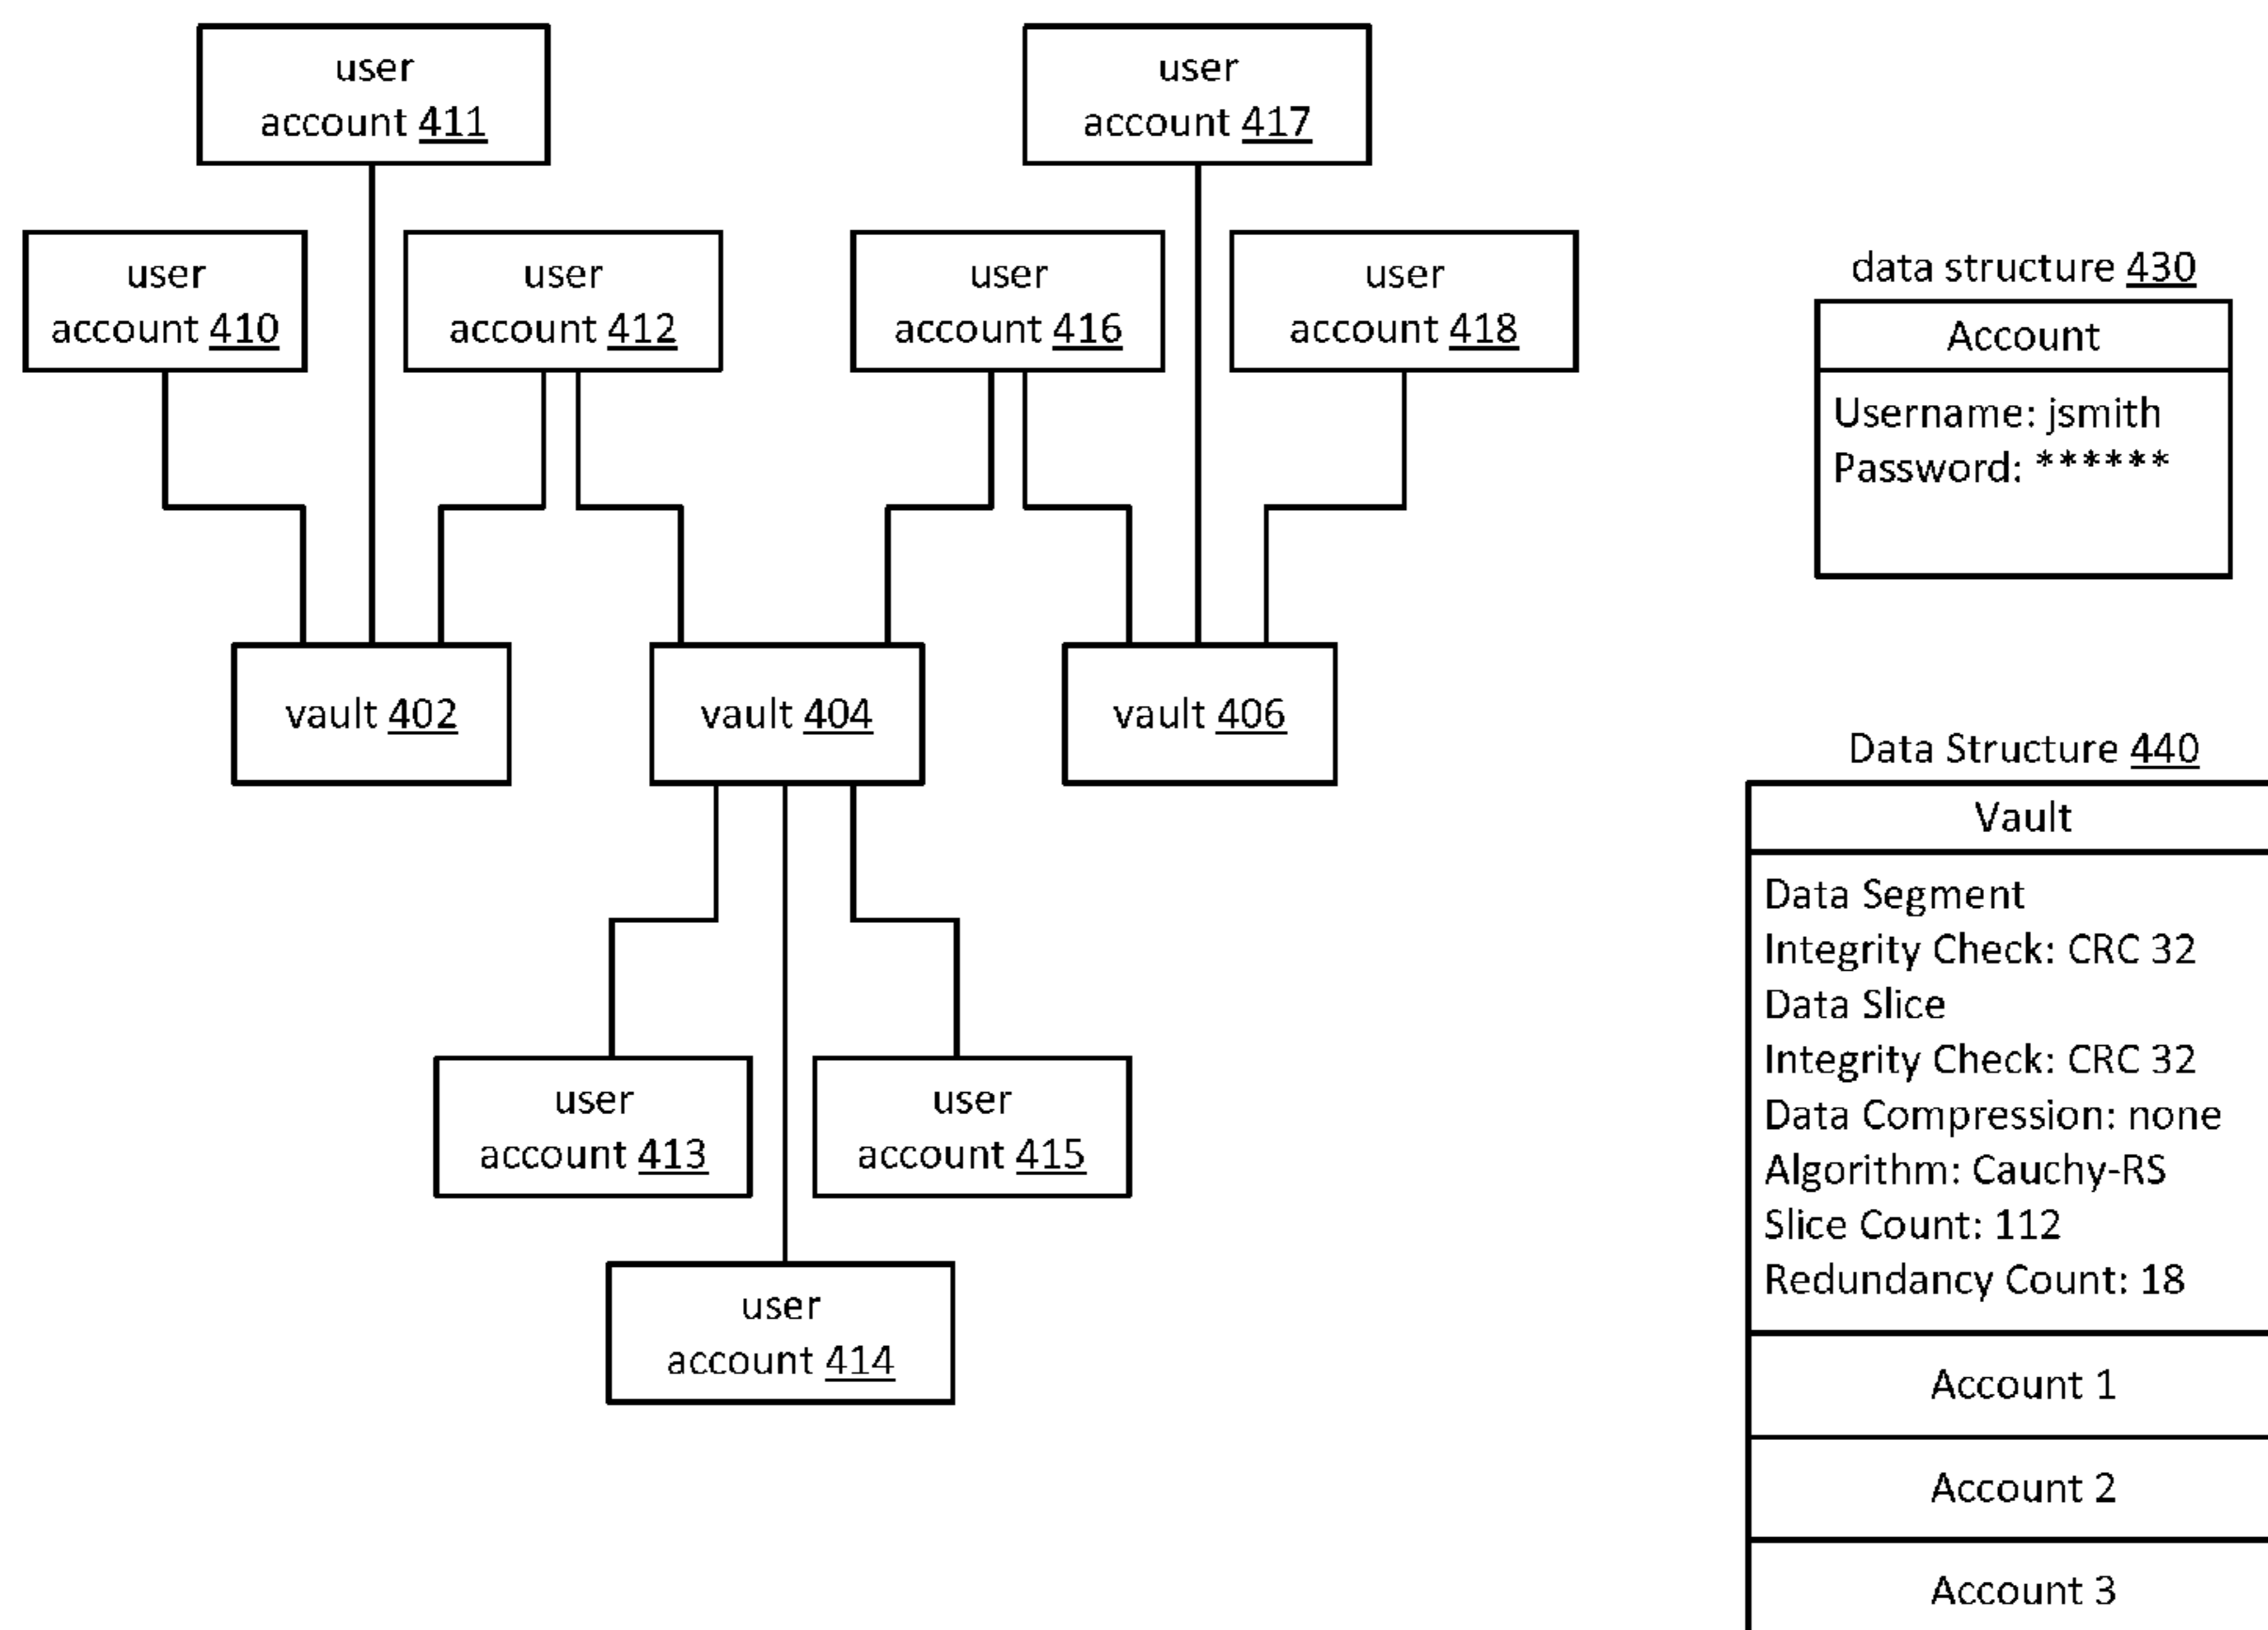 user
account 411
user
account 417
user
account 410
user
account 412
user
account 416
user
account 418
data structure 430
Account
Username: jsmith
Password: ******
vault 402
vault 404
vault 406
Data Structure 440
Vault
Data Segment
Integrity Check: CRC 32
Data Slice
Integrity Check: CRC 32
Data Compression: none
Algorithm: Cauchy-RS
Slice Count: 112
Redundancy Count: 18
user
account 413
user
account 415
user
account 414
Account 1
Account 2
Account 3